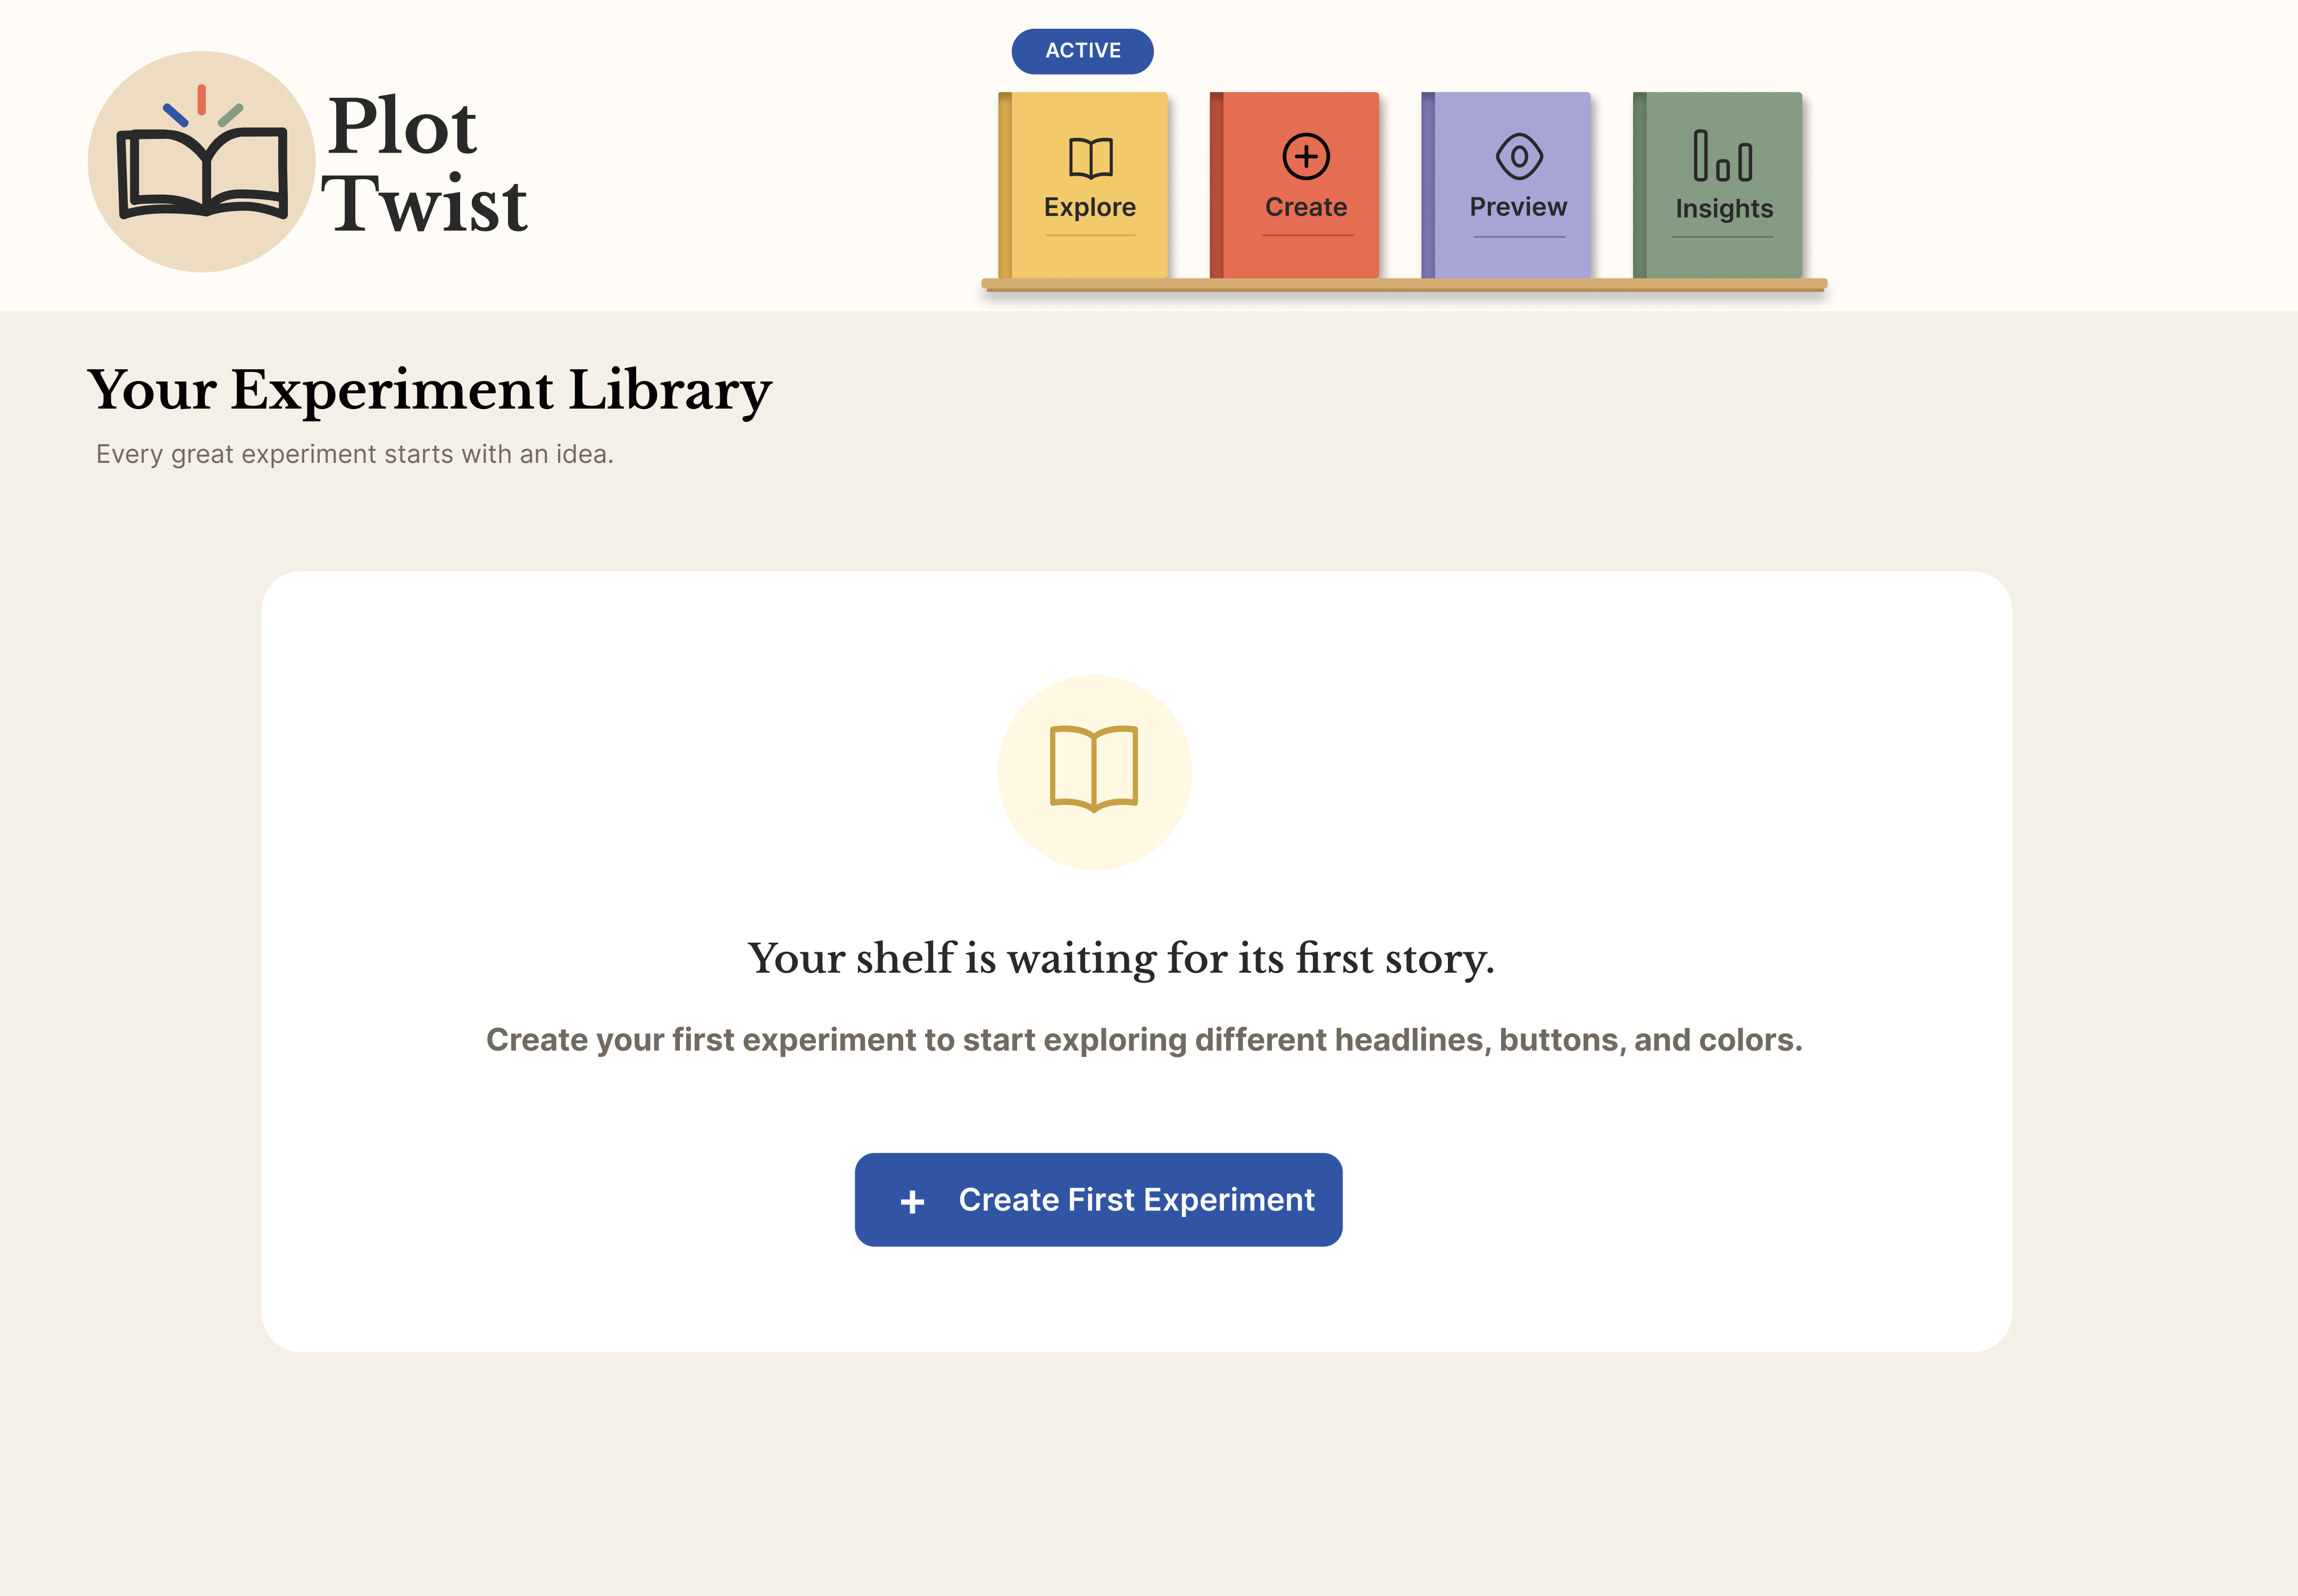 ACTIVE
Plot
Twist
Explore
Create
Preview
Insights
Your Experiment Library
Every great experiment starts with an idea.
Your shelf is waiting for its first story.
Create your first experiment to start exploring different headlines, buttons, and colors.
+ Create First Experiment